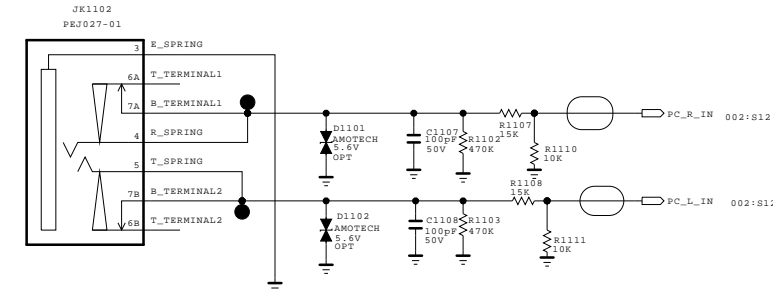 JK1102
PEJ027-01
3 E_SPRING
6A T_TERMINAL1
7A B_TERMINAL1
4 R_SPRING
5 T_SPRING
7B B_TERMINAL2
6B T_TERMINAL2
D1101
AMOTECH
5.6V
OPT
C1107
100pF
50V
R1102
470K
R1107
15K
R1110
10K
PC_R_IN 002:S12
D1102
AMOTECH
5.6V
OPT
C1108
100pF
50V
R1103
470K
R1108
15K
R1111
10K
PC_L_IN 002:S12